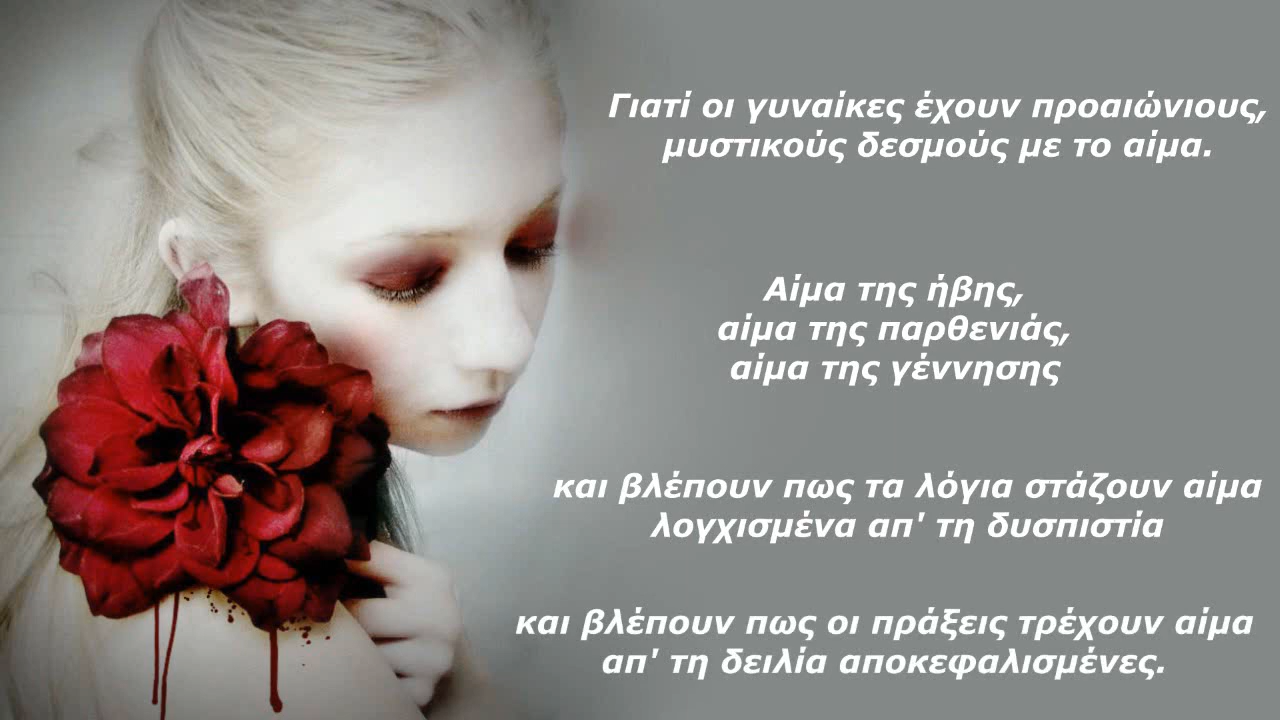 Γιατί οι γυναίκες έχουν προαιώνιους,
μυστικούς δεσμούς με το αίμα.
Αίμα της ήβης,
αίμα της παρθενιάς,
αίμα της γέννησης
και βλέπουν πως τα λόγια στάζουν αίμα
λογχισμένα απ' τη δυσπιστία
και βλέπουν πως οι πράξεις τρέχουν αίμα
απ' τη δειλία αποκεφαλισμένες.